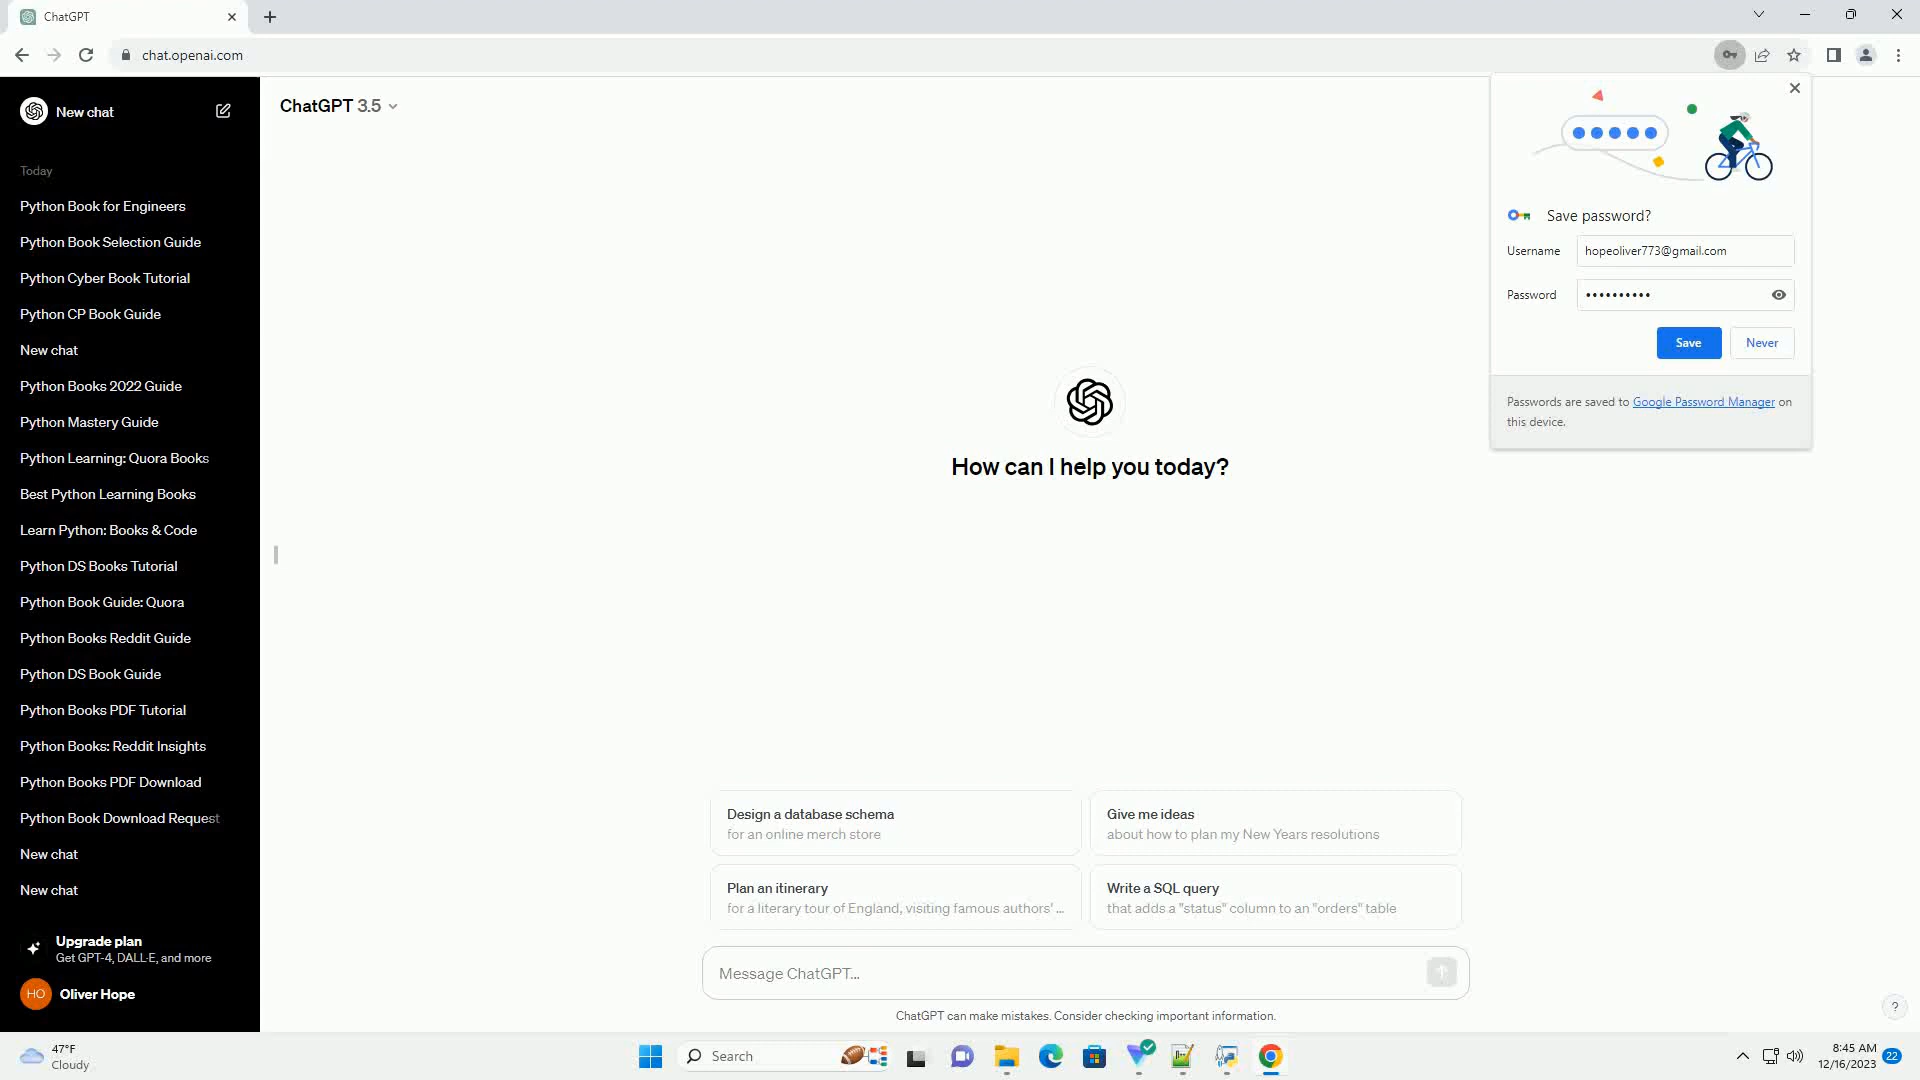 ChatGPT
chat.openai.com
New chat
Today
Python Book for Engineers
Python Book Selection Guide
Python Cyber Book Tutorial
Python CP Book Guide
New chat
Python Books 2022 Guide
Python Mastery Guide
Python Learning: Quora Books
Best Python Learning Books
Learn Python: Books & Code
Python DS Books Tutorial
Python Book Guide: Quora
Python Books Reddit Guide
Python DS Book Guide
Python Books PDF Tutorial
Python Books: Reddit Insights
Python Books PDF Download
Python Book Download Request
New chat
New chat
Upgrade plan
Get GPT-4, DALL·E, and more
HO
Oliver Hope
ChatGPT 3.5
How can I help you today?
Save password?
Username
hopeoliver773@gmail.com
Password
••••••••••
Save
Never
Passwords are saved to Google Password Manager on
this device.
Design a database schema
for an online merch store
Give me ideas
about how to plan my New Years resolutions
Plan an itinerary
for a literary tour of England, visiting famous authors' ...
Write a SQL query
that adds a "status" column to an "orders" table
Message ChatGPT...
ChatGPT can make mistakes. Consider checking important information.
?
47°F
Cloudy
Search
8:45 AM
12/16/2023
22